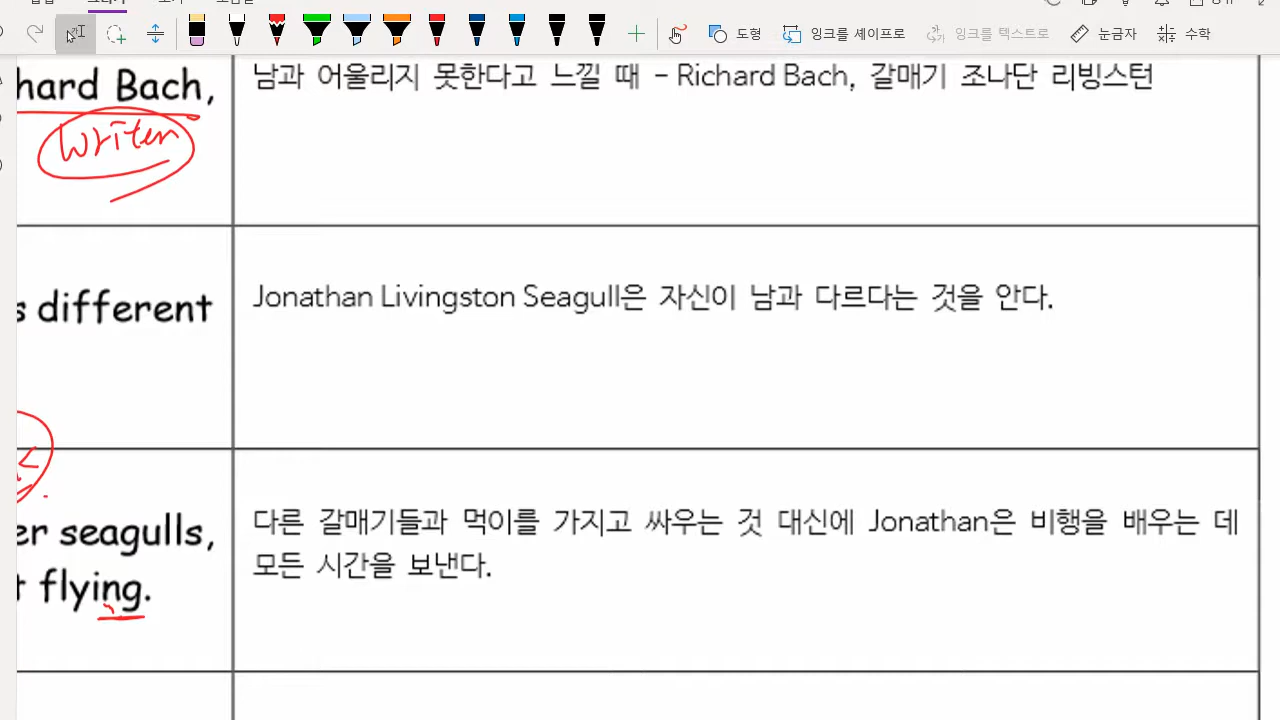 도형
잉크를 셰이프로
잉크를 텍스트로
눈금자
수학
hard Bach,
남과 어울리지 못한다고 느낄 때 – Richard Bach, 갈매기 조나단 리빙스턴
Writer
different
Jonathan Livingston Seagull은 자신이 남과 다르다는 것을 안다.
er seagulls,
flying.
다른 갈매기들과 먹이를 가지고 싸우는 것 대신에 Jonathan은 비행을 배우는 데
모든 시간을 보낸다.